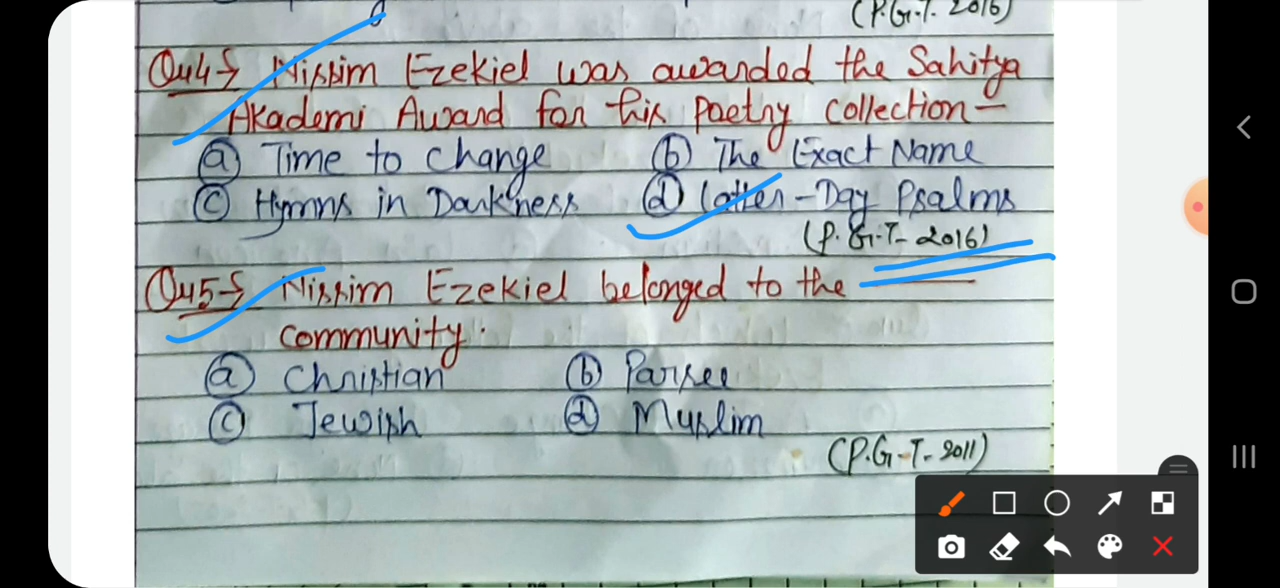 (P.G.T. 2016)
Qu4→ Nissim Ezekiel was awarded the Sahitya
Akademi Award for his poetry collection—
(a) Time to change (b) The Exact Name
(c) Hymns in Darkness (d) Latter-Day Psalms
(P.G.T- 2016)
Qu5→ Nissim Ezekiel belonged to the ———
community.
(a) Christian (b) Parsee
(c) Jewish (d) Muslim
(P.G-T- 2011)